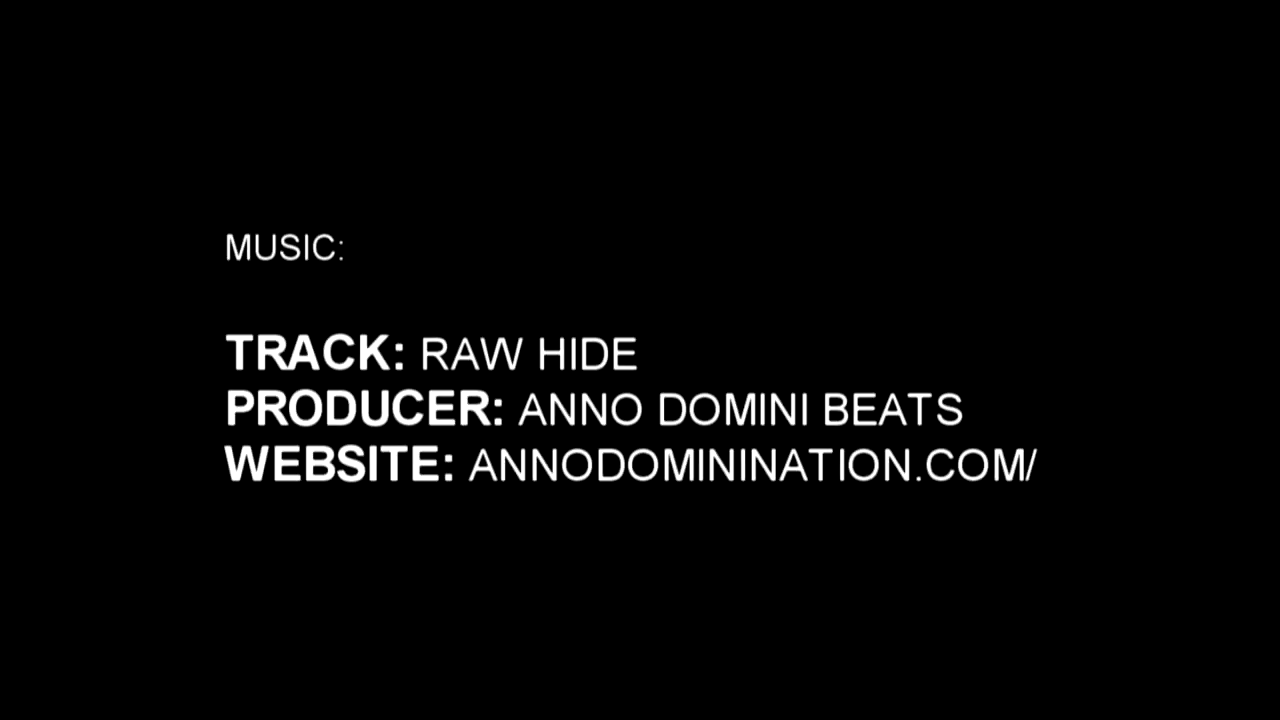 MUSIC:
TRACK: RAW HIDE
PRODUCER: ANNO DOMINI BEATS
WEBSITE: ANNODOMININATION.COM/